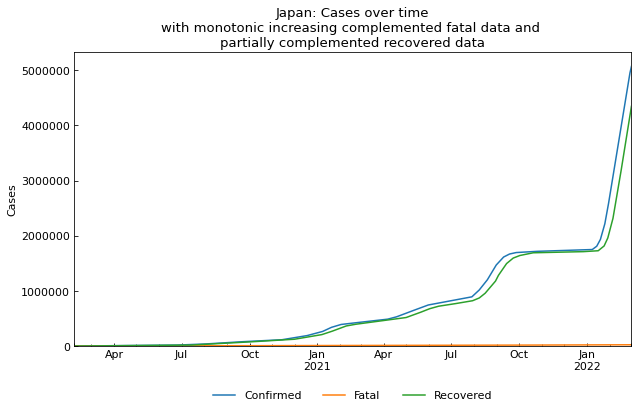 Japan: Cases over time
with monotonic increasing complemented fatal data and
partially complemented recovered data
5000000
4000000
3000000
2000000
1000000
0
Cases
Apr Jul Oct Jan Apr Jul Oct Jan
2021 2022
Confirmed Fatal Recovered